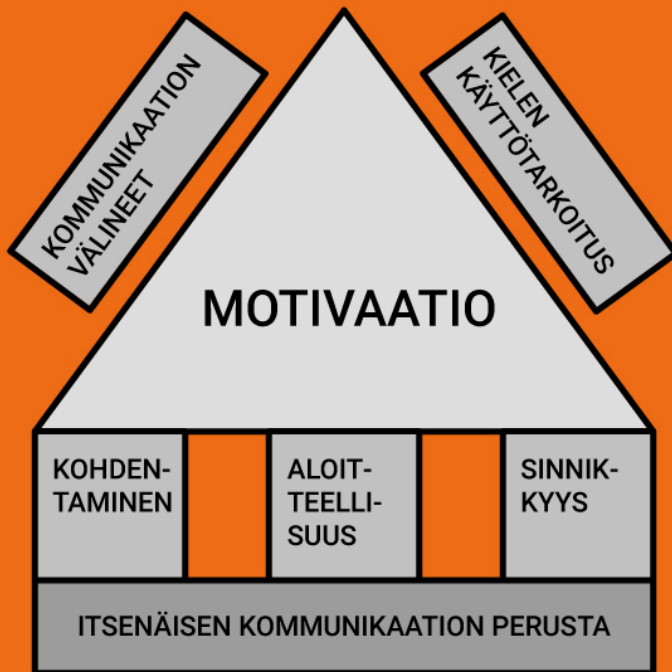 KOMMUNIKAATION
VÄLINEET
KIELEN
KÄYTTÖTARKOITUS
MOTIVAATIO
KOHDEN-
TAMINEN
ALOIT-
TEELLI-
SUUS
SINNIK-
KYYS
ITSENÄISEN KOMMUNIKAATION PERUSTA